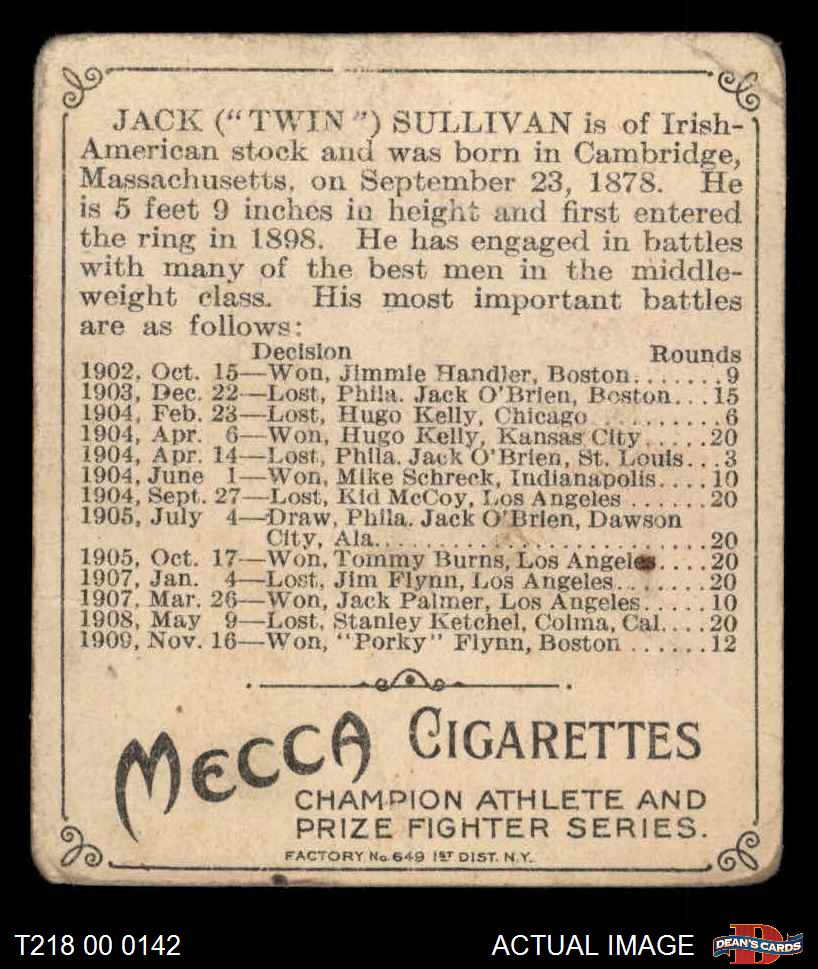 JACK ("TWIN") SULLIVAN is of Irish-
American stock and was born in Cambridge,
Massachusetts, on September 23, 1878. He
is 5 feet 9 inches in height and first entered
the ring in 1898. He has engaged in battles
with many of the best men in the middle-
weight class. His most important battles
are as follows:
Decision Rounds
1902, Oct. 15—Won, Jimmie Handler, Boston.......9
1903, Dec. 22—Lost, Phila. Jack O'Brien, Boston...15
1904, Feb. 23—Lost, Hugo Kelly, Chicago ..........6
1904, Apr. 6—Won, Hugo Kelly, Kansas City.....20
1904, Apr. 14—Lost, Phila. Jack O'Brien, St. Louis...3
1904, June 1—Won, Mike Schreck, Indianapolis....10
1904, Sept. 27—Lost, Kid McCoy, Los Angeles ......20
1905, July 4—Draw, Phila. Jack O'Brien, Dawson
City, Ala.................................20
1905, Oct. 17—Won, Tommy Burns, Los Angeles....20
1907, Jan. 4—Lost, Jim Flynn, Los Angeles........20
1907, Mar. 26—Won, Jack Palmer, Los Angeles.....10
1908, May 9—Lost, Stanley Ketchel, Colma, Cal....20
1909, Nov. 16—Won, "Porky" Flynn, Boston ......12
MECCA CIGARETTES
CHAMPION ATHLETE AND
PRIZE FIGHTER SERIES.
FACTORY No. 649 1ST DIST. N.Y.
T218 00 0142 ACTUAL IMAGE DEAN'S CARDS